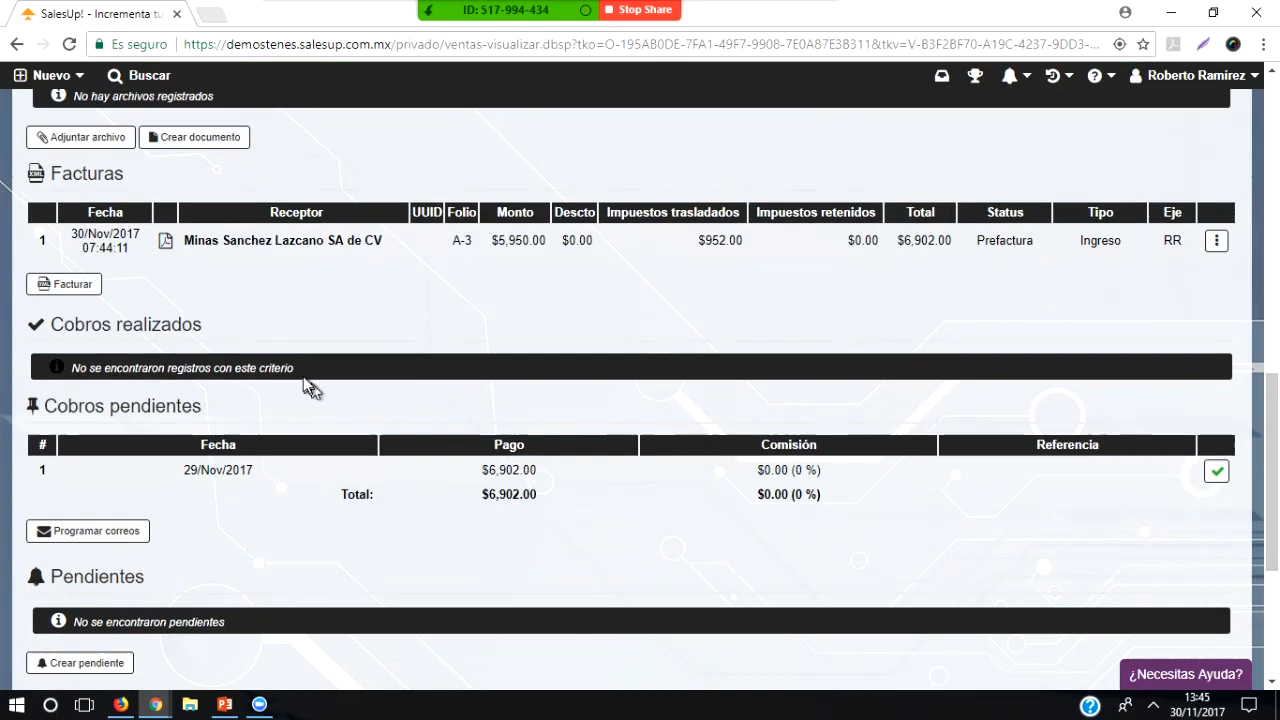 SalesUp! - Incrementa tu
ID: 517-994-434
Stop Share
Es seguro
https://demostenes.salesup.com.mx/privado/ventas-visualizar.dbsp?tko=O-195AB0DE-7FA1-49F7-9908-7E0A87E3B311&tkv=V-B3F2BF70-A19C-4237-9DD3-...
Nuevo
Buscar
Roberto Ramírez
No hay archivos registrados
Adjuntar archivo
Crear documento
Facturas
Fecha Receptor UUID Folio Monto Descto Impuestos trasladados Impuestos retenidos Total Status Tipo Eje
1 30/Nov/2017 07:44:11 Minas Sanchez Lazcano SA de CV A-3 $5,950.00 $0.00 $952.00 $0.00 $6,902.00 Prefactura Ingreso RR
Facturar
Cobros realizados
No se encontraron registros con este criterio
Cobros pendientes
# Fecha Pago Comisión Referencia
1 29/Nov/2017 $6,902.00 $0.00 (0 %)
Total: $6,902.00 $0.00 (0 %)
Programar correos
Pendientes
No se encontraron pendientes
Crear pendiente
¿Necesitas Ayuda?
13:45
30/11/2017